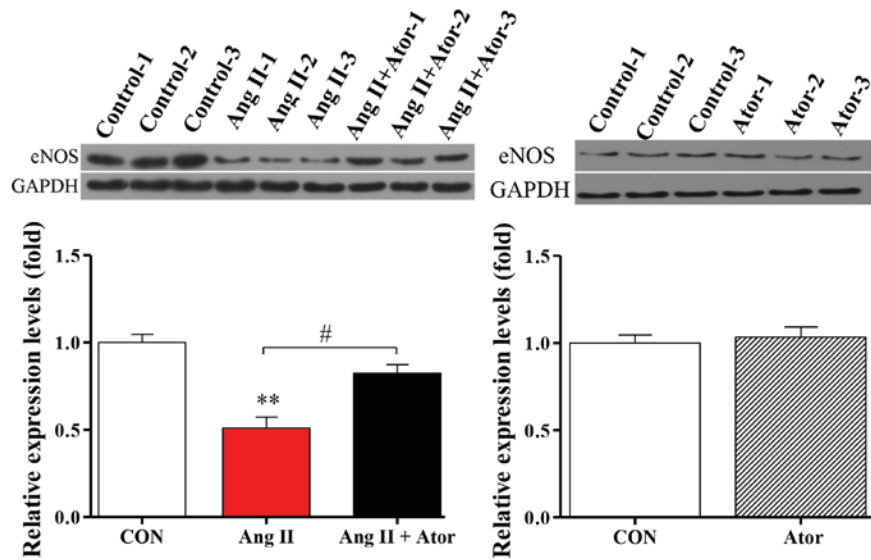 Control-1
Control-2
Control-3
Ang II-1
Ang II-2
Ang II-3
Ang II+Ator-1
Ang II+Ator-2
Ang II+Ator-3
eNOS
GAPDH
Control-1
Control-2
Control-3
Ator-1
Ator-2
Ator-3
eNOS
GAPDH
Relative expression levels (fold)
1.5
1.0
0.5
0.0
**
#
CON
Ang II
Ang II + Ator
Relative expression levels (fold)
1.5
1.0
0.5
0.0
CON
Ator